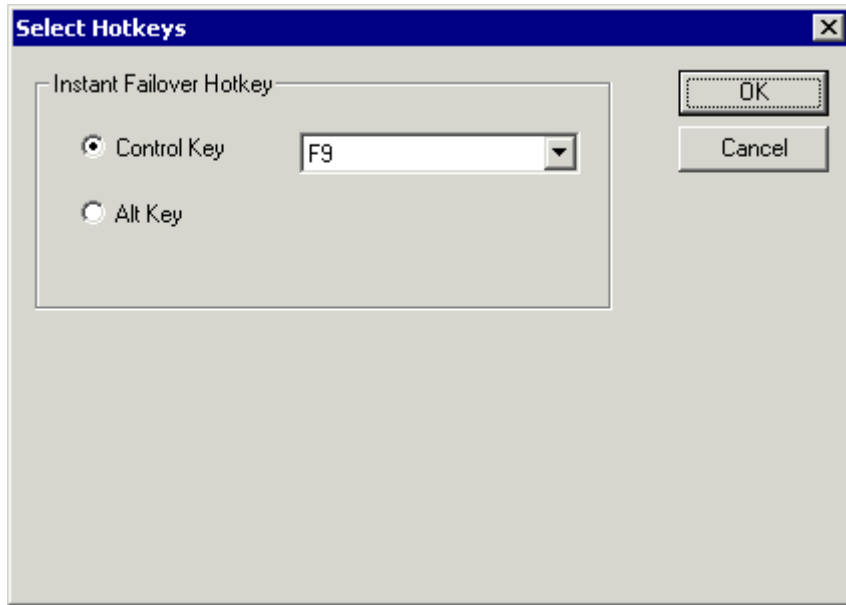 Select Hotkeys
Instant Failover Hotkey
Control Key
F9
Alt Key
OK
Cancel